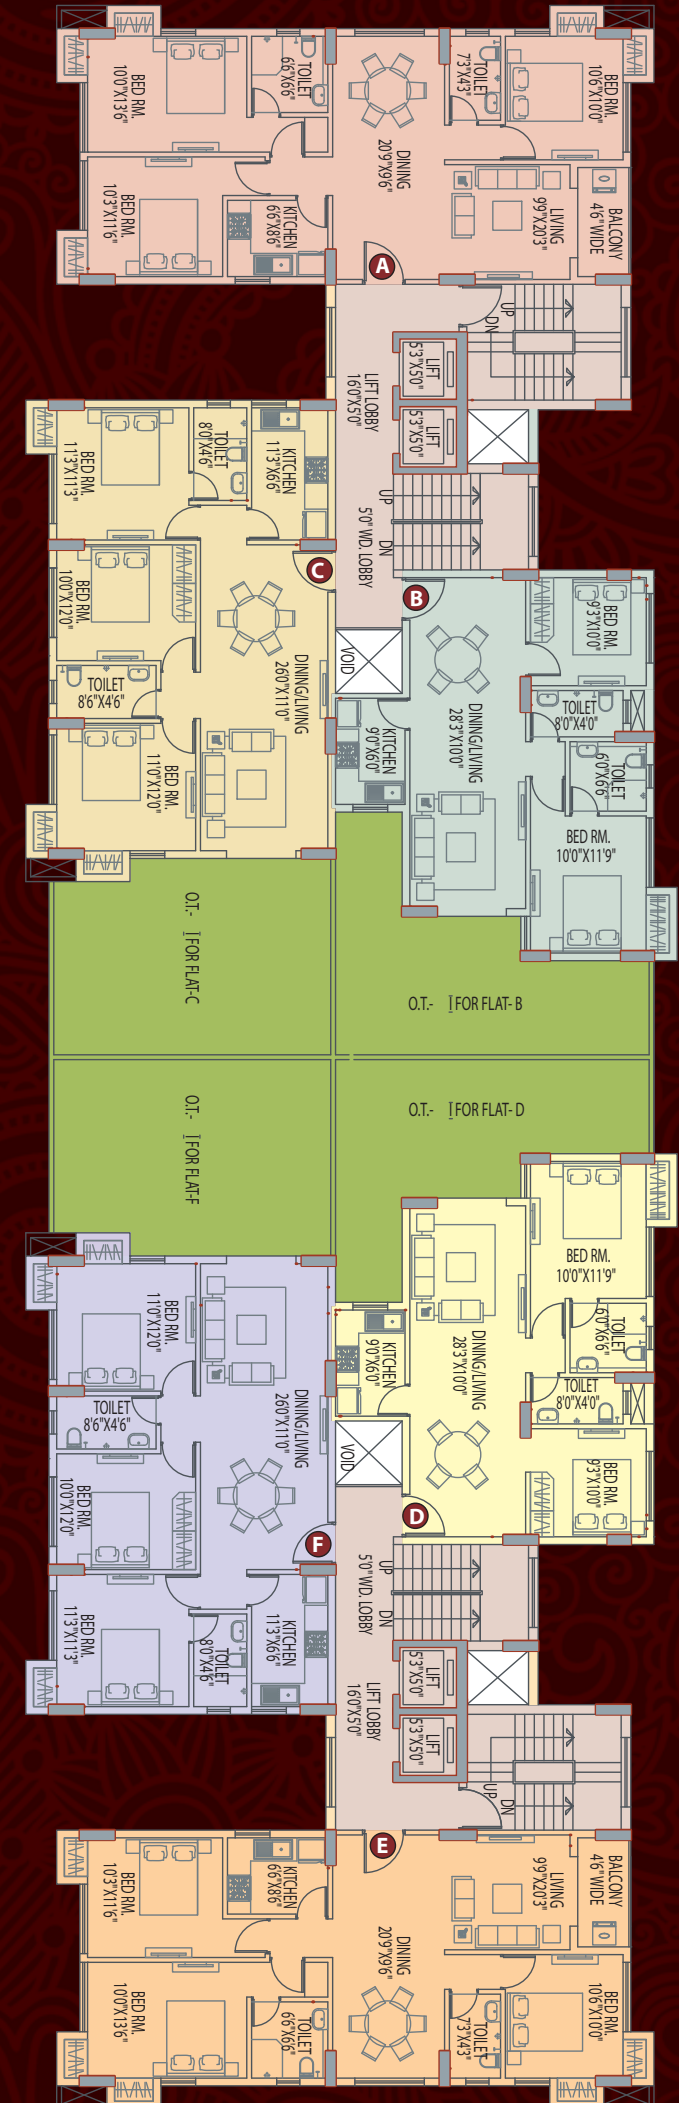 BED RM.
10'0"X13'6"
TOILET
6'6"X6'6"
TOILET
7'3"X4'3"
BED RM.
10'6"X11'0"
DINING
20'9"X9'6"
BED RM.
10'3"X11'6"
KITCHEN
6'6"X8'6"
LIVING
9'9"X20'3"
BALCONY
4'6" WIDE
A
UP
DN
LIFT
5'3"X5'0"
LIFT LOBBY
16'0"X5'0"
LIFT
5'3"X5'0"
BED RM.
11'3"X11'3"
TOILET
8'0"X4'6"
KITCHEN
11'3"X6'6"
UP
DN
5'0" WD. LOBBY
C
B
BED RM.
10'0"X12'0"
BED RM.
9'3"X10'0"
VOID
TOILET
8'6"X4'6"
DINING/LIVING
26'0"X11'0"
DINING/LIVING
28'3"X10'0"
TOILET
8'0"X4'0"
KITCHEN
9'0"X6'0"
TOILET
6'0"X6'6"
BED RM.
11'0"X12'0"
BED RM.
10'0"X11'9"
O.T.- I FOR FLAT-C
O.T.- I FOR FLAT- B
O.T.- I FOR FLAT-F
O.T.- I FOR FLAT- D
BED RM.
10'0"X11'9"
BED RM.
11'0"X12'0"
TOILET
6'0"X6'6"
KITCHEN
9'0"X6'0"
DINING/LIVING
28'3"X10'0"
TOILET
8'0"X4'0"
TOILET
8'6"X4'6"
DINING/LIVING
26'0"X11'0"
VOID
BED RM.
9'3"X10'0"
BED RM.
10'0"X12'0"
D
F
UP
DN
5'0" WD. LOBBY
BED RM.
11'3"X11'3"
TOILET
8'0"X4'6"
KITCHEN
11'3"X6'6"
LIFT
5'3"X5'0"
LIFT LOBBY
16'0"X5'0"
LIFT
5'3"X5'0"
UP
DN
E
BED RM.
10'3"X11'6"
KITCHEN
6'6"X8'6"
LIVING
9'9"X20'3"
BALCONY
4'6" WIDE
DINING
20'9"X9'6"
BED RM.
10'0"X13'6"
TOILET
6'6"X6'6"
TOILET
7'3"X4'3"
BED RM.
10'6"X11'0"